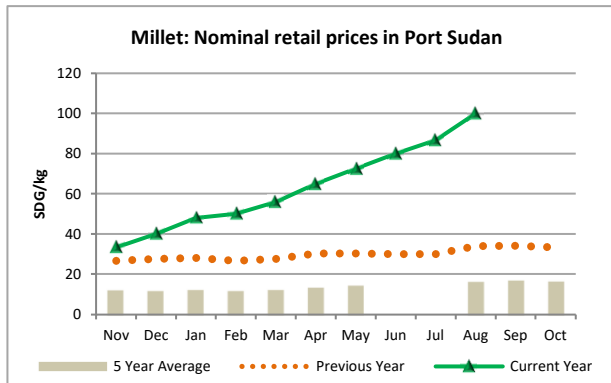 Millet: Nominal retail prices in Port Sudan
120
100
80
60
40
20
0
SDG/kg
Nov Dec Jan Feb Mar Apr May Jun Jul Aug Sep Oct
5 Year Average Previous Year Current Year